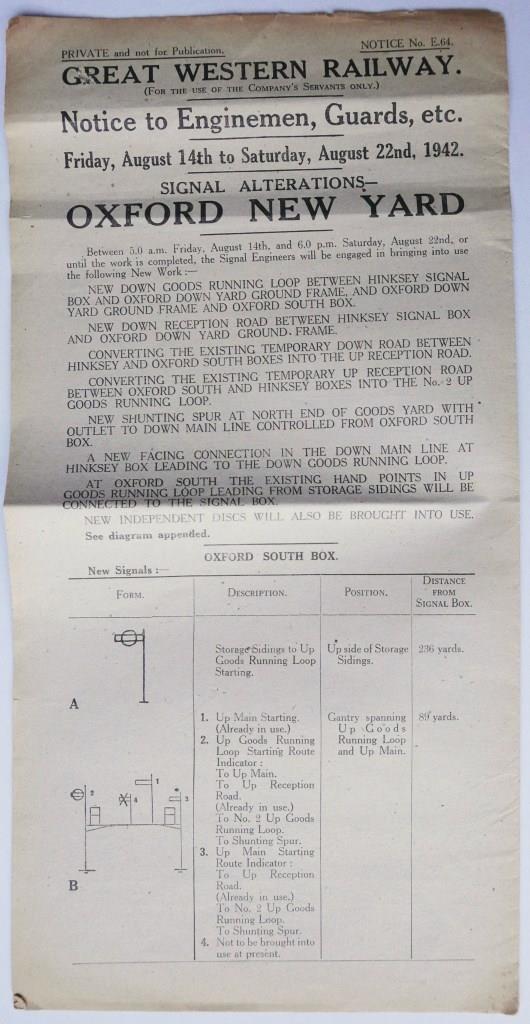 PRIVATE and not for Publication.
NOTICE No. E.64.
GREAT WESTERN RAILWAY.
(FOR THE USE OF THE COMPANY'S SERVANTS ONLY.)
Notice to Enginemen, Guards, etc.
Friday, August 14th to Saturday, August 22nd, 1942.
SIGNAL ALTERATIONS—
OXFORD NEW YARD
Between 5.0 a.m. Friday, August 14th, and 6.0 p.m. Saturday, August 22nd, or
until the work is completed, the Signal Engineers will be engaged in bringing into use
the following New Work :—
NEW DOWN GOODS RUNNING LOOP BETWEEN HINKSEY SIGNAL
BOX AND OXFORD DOWN YARD GROUND FRAME, AND OXFORD DOWN
YARD GROUND FRAME AND OXFORD SOUTH BOX.
NEW DOWN RECEPTION ROAD BETWEEN HINKSEY SIGNAL BOX
AND OXFORD DOWN YARD GROUND FRAME.
CONVERTING THE EXISTING TEMPORARY DOWN ROAD BETWEEN
HINKSEY AND OXFORD SOUTH BOXES INTO THE UP RECEPTION ROAD.
CONVERTING THE EXISTING TEMPORARY UP RECEPTION ROAD
BETWEEN OXFORD SOUTH AND HINKSEY BOXES INTO THE No. 2 UP
GOODS RUNNING LOOP.
NEW SHUNTING SPUR AT NORTH END OF GOODS YARD WITH
OUTLET TO DOWN MAIN LINE CONTROLLED FROM OXFORD SOUTH
BOX.
A NEW FACING CONNECTION IN THE DOWN MAIN LINE AT
HINKSEY BOX LEADING TO THE DOWN GOODS RUNNING LOOP.
AT OXFORD SOUTH THE EXISTING HAND POINTS IN UP
GOODS RUNNING LOOP LEADING FROM STORAGE SIDINGS WILL BE
CONNECTED TO THE SIGNAL BOX.
NEW INDEPENDENT DISCS WILL ALSO BE BROUGHT INTO USE.
See diagram appended.
OXFORD SOUTH BOX.
New Signals :—
FORM.
DESCRIPTION.
POSITION.
DISTANCE
FROM
SIGNAL BOX.
A
Storage Sidings to Up
Goods Running Loop
Starting.
Up side of Storage
Sidings.
236 yards.
2
1
4
3
B
1. Up Main Starting.
(Already in use.)
2. Up Goods Running
Loop Starting Route
Indicator :
To Up Main.
To Up Reception
Road.
(Already in use.)
To No. 2 Up Goods
Running Loop.
To Shunting Spur.
3. Up Main Starting
Route Indicator :
To Up Reception
Road.
(Already in use.)
To No. 2 Up Goods
Running Loop.
To Shunting Spur.
4. Not to be brought into
use at present.
Gantry spanning
Up Goods
Running Loop
and Up Main.
yards.